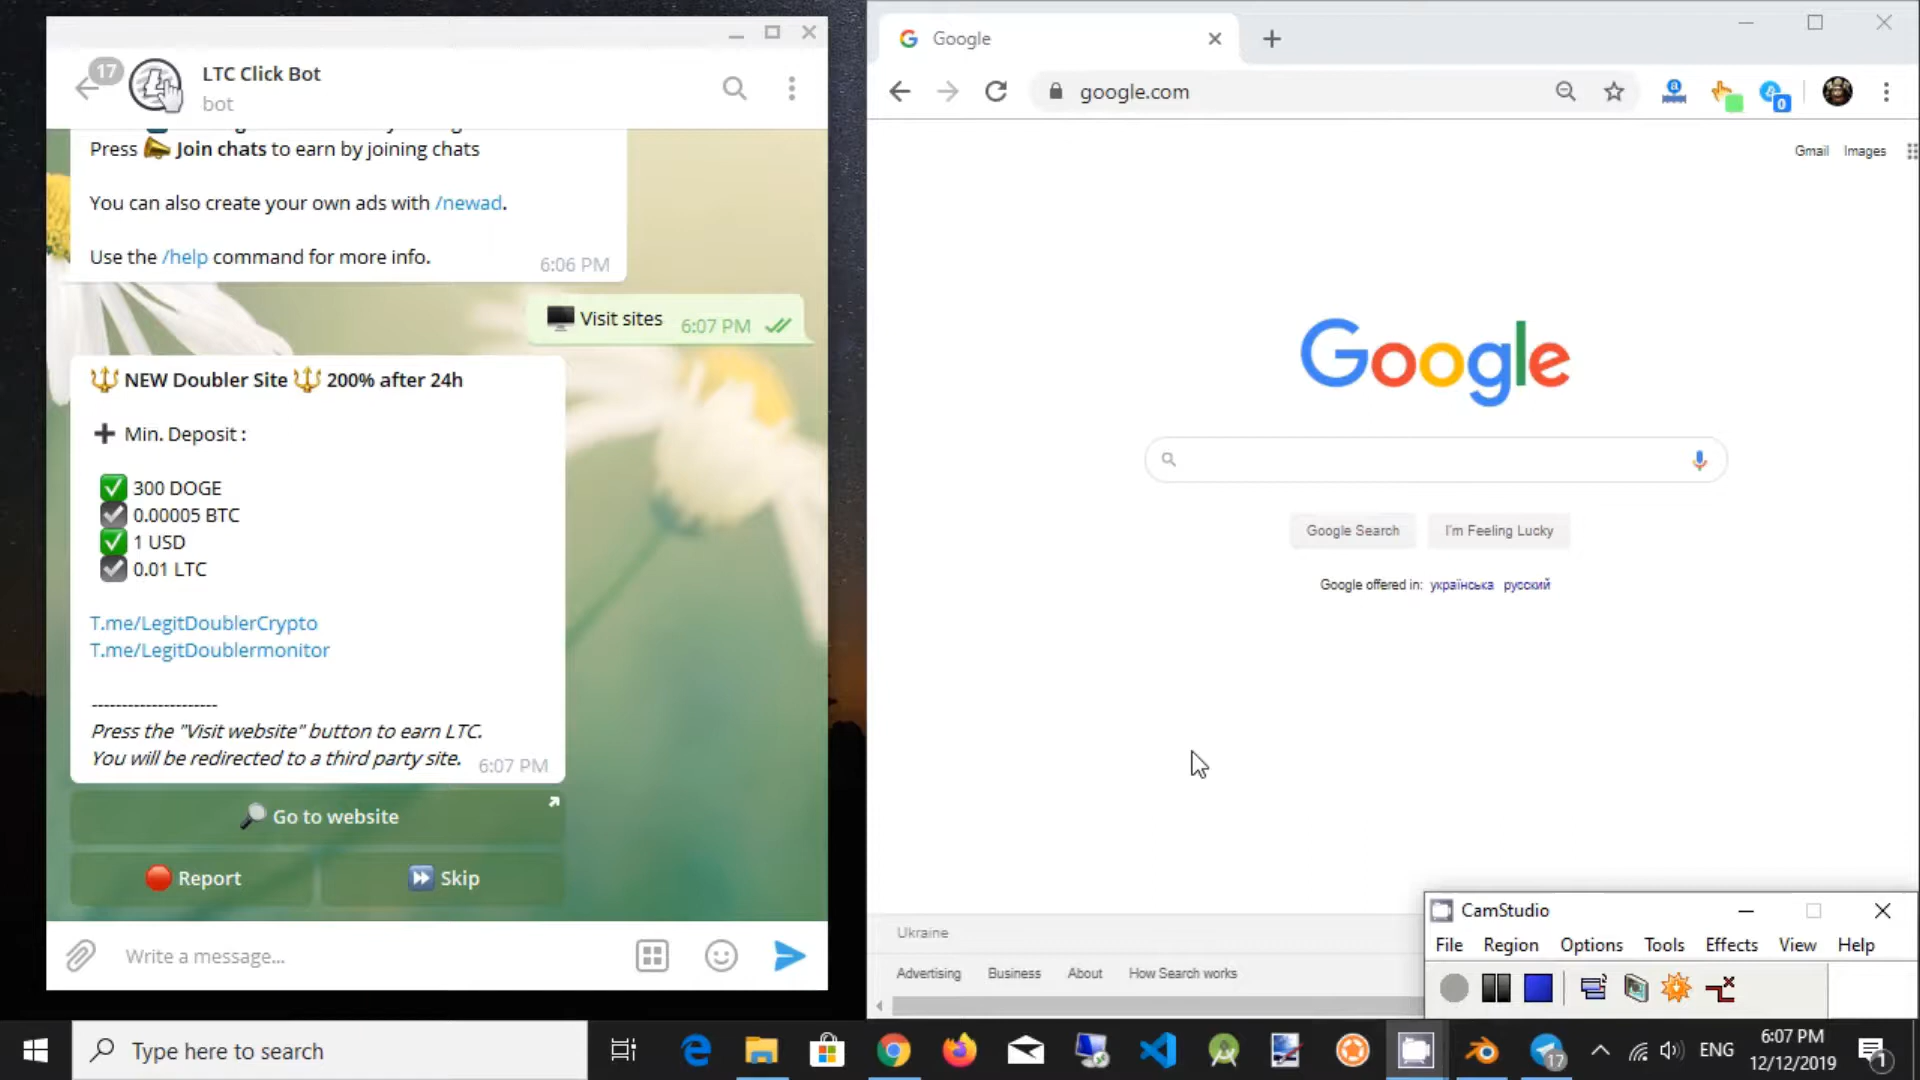 17
LTC Click Bot
bot
Press Join chats to earn by joining chats
You can also create your own ads with /newad.
Use the /help command for more info.
6:06 PM
Visit sites
6:07 PM
NEW Doubler Site 200% after 24h
Min. Deposit :
300 DOGE
0.00005 BTC
1 USD
0.01 LTC
T.me/LegitDoublerCrypto
T.me/LegitDoublermonitor
---------------------
Press the "Visit website" button to earn LTC.
You will be redirected to a third party site.
6:07 PM
Go to website
Report
Skip
Write a message...
Google
google.com
0
Gmail Images
Google
Google Search
I'm Feeling Lucky
Google offered in: українська русский
Ukraine
Advertising Business About How Search works
CamStudio
File Region Options Tools Effects View Help
Type here to search
17
ENG
6:07 PM
12/12/2019
1